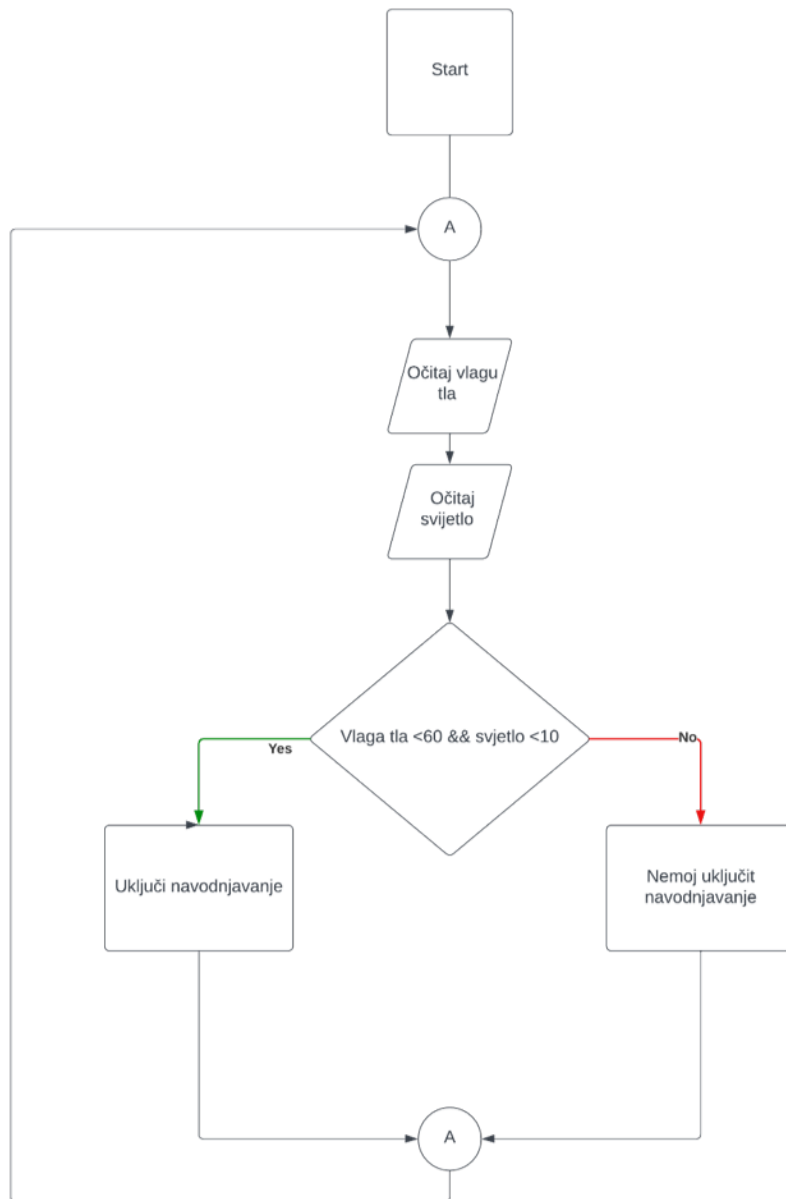 Start
A
Očitaj vlagu
tla
Očitaj
svijetlo
Vlaga tla <60 && svjetlo <10
Yes
No
Uključi navodnjavanje
Nemoj uključit
navodnjavanje
A